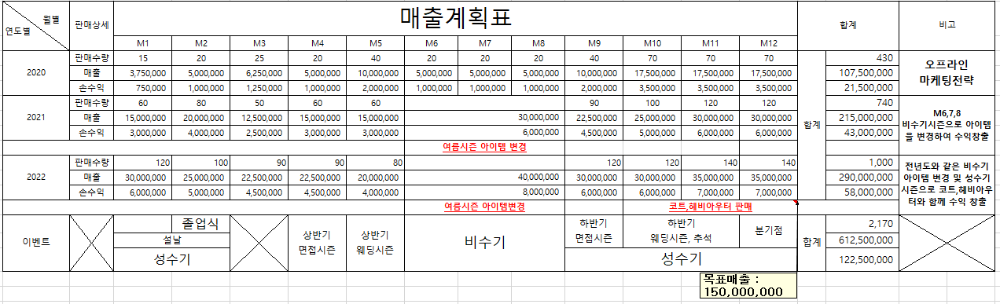 월별
연도별
판매상세
매출계획표
합계
비고
M1 M2 M3 M4 M5 M6 M7 M8 M9 M10 M11 M12
2020
판매수량 15 20 25 20 40 20 20 20 40 70 70 70 430
매출 3,750,000 5,000,000 6,250,000 5,000,000 10,000,000 5,000,000 5,000,000 5,000,000 10,000,000 17,500,000 17,500,000 17,500,000 107,500,000
손수익 750,000 1,000,000 1,250,000 1,000,000 2,000,000 1,000,000 1,000,000 1,000,000 2,000,000 3,500,000 3,500,000 3,500,000 21,500,000
오프라인
마케팅전략
2021
판매수량 60 80 50 60 60 90 100 120 120 740
매출 15,000,000 20,000,000 12,500,000 15,000,000 15,000,000 30,000,000 22,500,000 25,000,000 30,000,000 30,000,000 215,000,000
손수익 3,000,000 4,000,000 2,500,000 3,000,000 3,000,000 6,000,000 4,500,000 5,000,000 6,000,000 6,000,000 43,000,000
합계
여름시즌 아이템 변경
M6,7,8
비수기시즌으로 아이템
을 변경하여 수익창출
2022
판매수량 120 100 90 90 80 120 120 140 140 1,000
매출 30,000,000 25,000,000 22,500,000 22,500,000 20,000,000 40,000,000 30,000,000 30,000,000 35,000,000 35,000,000 290,000,000
손수익 6,000,000 5,000,000 4,500,000 4,500,000 4,000,000 8,000,000 6,000,000 6,000,000 7,000,000 7,000,000 58,000,000
여름시즌 아이템변경
코트,헤비아우터 판매
전년도와 같은 비수기
아이템 변경 및 성수기
시즌으로 코트,헤비아우
터와 함께 수익 창출
이벤트
졸업식
설날
성수기
상반기
면접시즌
상반기
웨딩시즌
비수기
하반기
면접시즌
하반기
웨딩시즌, 추석
분기점
성수기
합계
2,170
612,500,000
122,500,000
목표매출 :
150,000,000